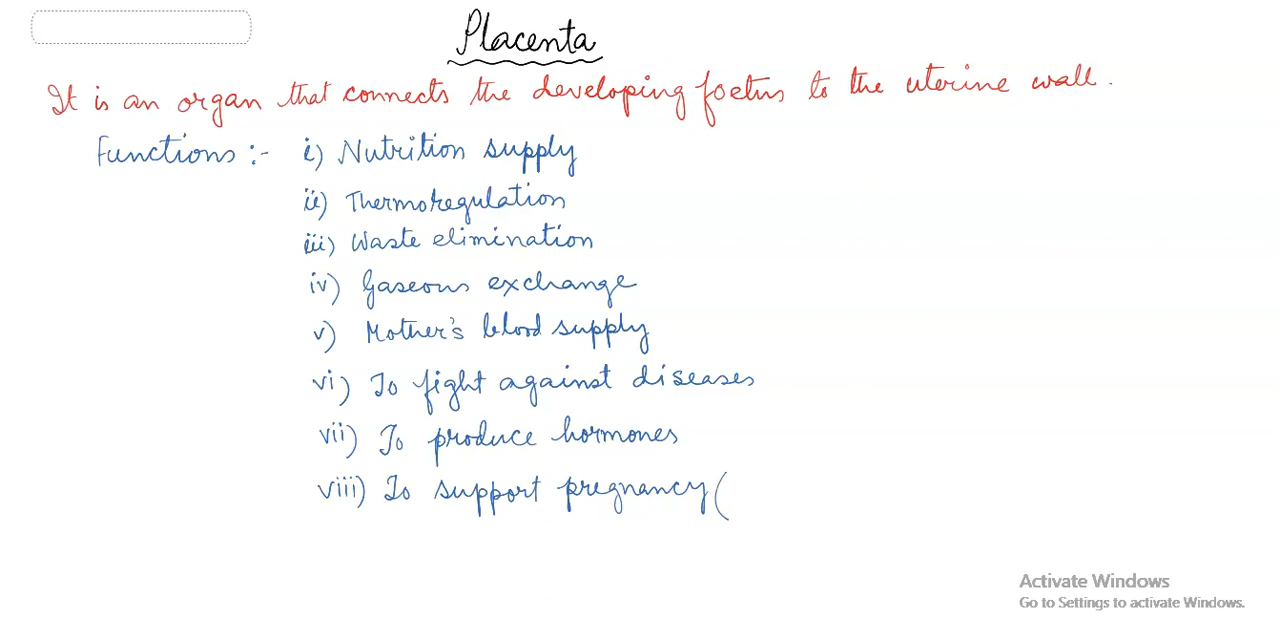 Placenta
It is an organ that connects the developing foetus to the uterine wall.
Functions :- i) Nutrition supply
ii) Thermoregulation
iii) Waste elimination
iv) Gaseous exchange
v) Mother's blood supply
vi) To fight against diseases
vii) To produce hormones
viii) To support pregnancy (
Activate Windows
Go to Settings to activate Windows.